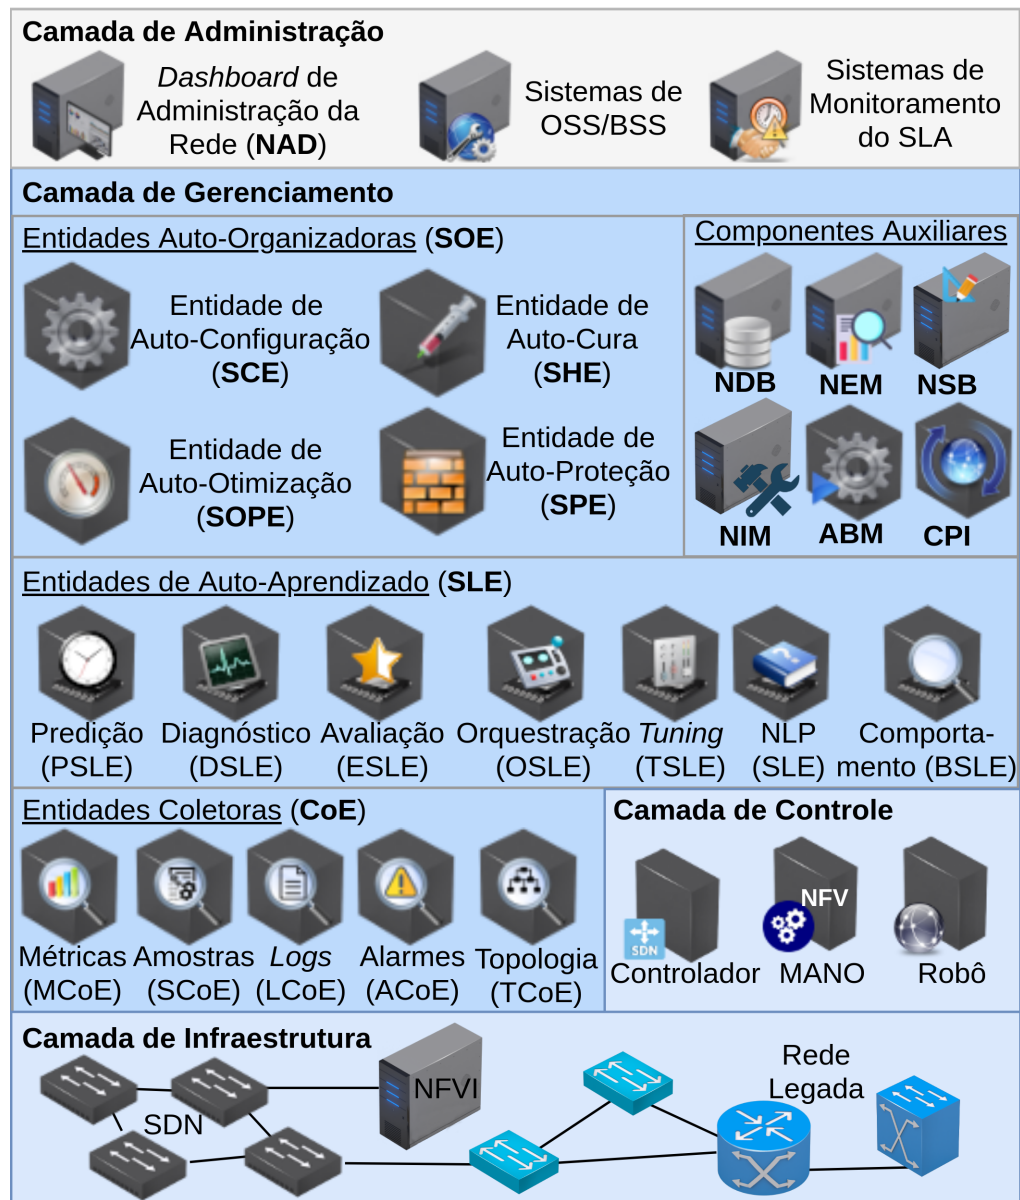 Camada de Administração
Dashboard de
Administração da
Rede (NAD)
Sistemas de
OSS/BSS
Sistemas de
Monitoramento
do SLA
Camada de Gerenciamento
Entidades Auto-Organizadoras (SOE)
Entidade de
Auto-Configuração
(SCE)
Entidade de
Auto-Cura
(SHE)
Entidade de
Auto-Otimização
(SOPE)
Entidade de
Auto-Proteção
(SPE)
Componentes Auxiliares
NDB
NEM
NSB
NIM
ABM
CPI
Entidades de Auto-Aprendizado (SLE)
Predição
(PSLE)
Diagnóstico
(DSLE)
Avaliação
(ESLE)
Orquestração
(OSLE)
Tuning
(TSLE)
NLP
(SLE)
Comporta-
mento (BSLE)
Entidades Coletoras (CoE)
Métricas
(MCoE)
Amostras
(SCoE)
Logs
(LCoE)
Alarmes
(ACoE)
Topologia
(TCoE)
Camada de Controle
SDN
Controlador
NFV
MANO
Robô
Camada de Infraestrutura
SDN
NFVI
Rede
Legada